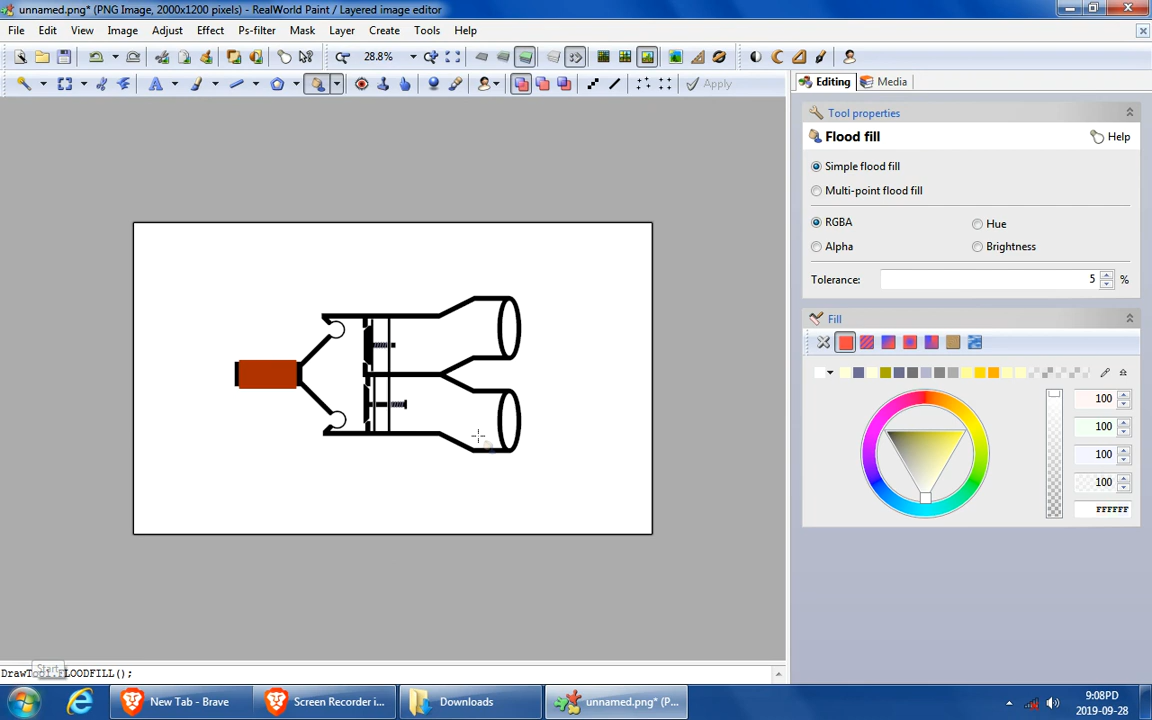 unnamed.png* (PNG Image, 2000x1200 pixels) - RealWorld Paint / Layered image editor
File Edit View Image Adjust Effect Ps-filter Mask Layer Create Tools Help
28.8%
Apply
Editing Media
Tool properties
Flood fill Help
Simple flood fill
Multi-point flood fill
RGBA Hue
Alpha Brightness
Tolerance: 5 %
Fill
100
100
100
100
FFFFFF
Start
DrawTool.FLOODFILL();
New Tab - Brave Screen Recorder i... Downloads unnamed.png* (P...
9:08PD
2019-09-28